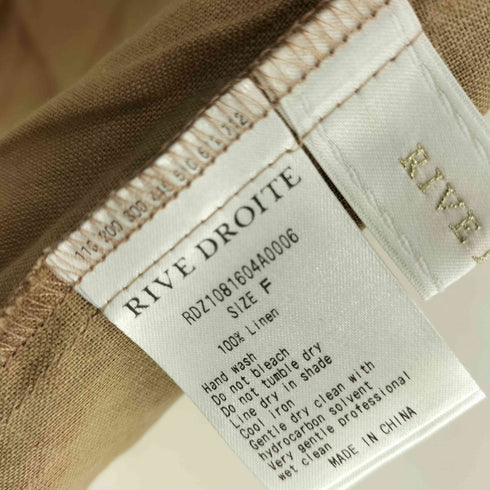 RIVE DROITE
RDZ1081604A0006
SIZE F
100% Linen
Hand wash
Do not bleach
Do not tumble dry
Line dry in shade
Cool iron
Gentle dry clean with
hydrocarbon solvent
Very gentle professional
wet clean
MADE IN CHINA
RIVE